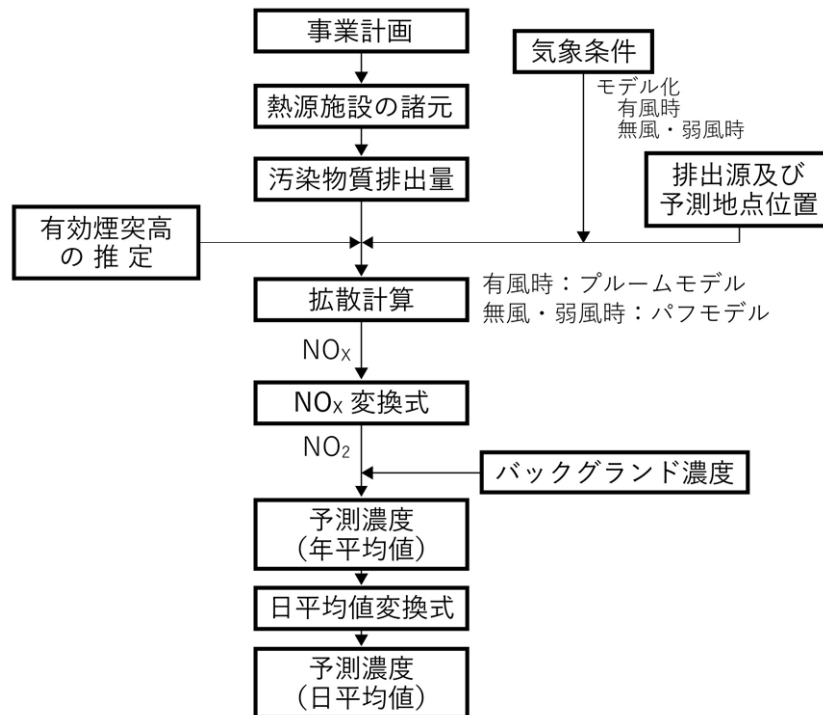 事業計画
気象条件
モデル化
有風時
無風・弱風時
熱源施設の諸元
汚染物質排出量
排出源及び
予測地点位置
有効煙突高
の 推 定
拡散計算
有風時：プルームモデル
無風・弱風時：パフモデル
NOX
NOX 変換式
NO2
バックグランド濃度
予測濃度
（年平均値）
日平均値変換式
予測濃度
（日平均値）